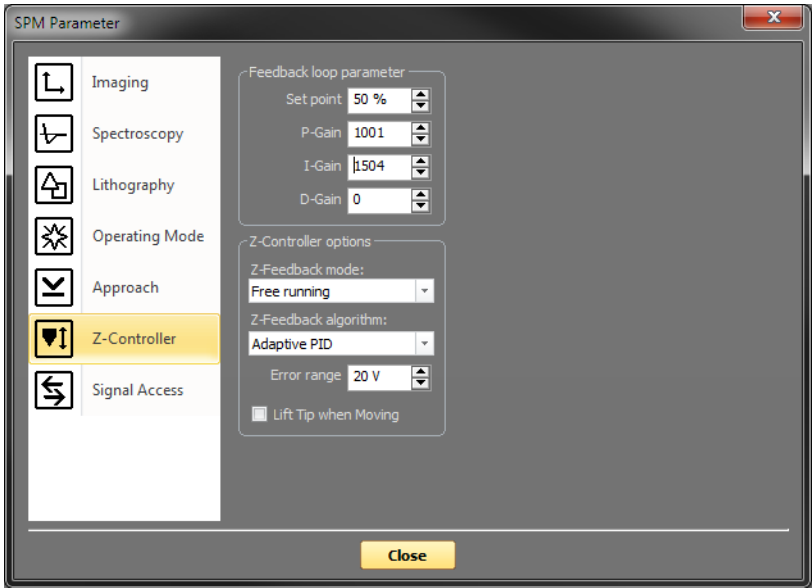 SPM Parameter
Imaging
Spectroscopy
Lithography
Operating Mode
Approach
Z-Controller
Signal Access
Feedback loop parameter
Set point 50 %
P-Gain 1001
I-Gain 1504
D-Gain 0
Z-Controller options
Z-Feedback mode:
Free running
Z-Feedback algorithm:
Adaptive PID
Error range 20 V
Lift Tip when Moving
Close